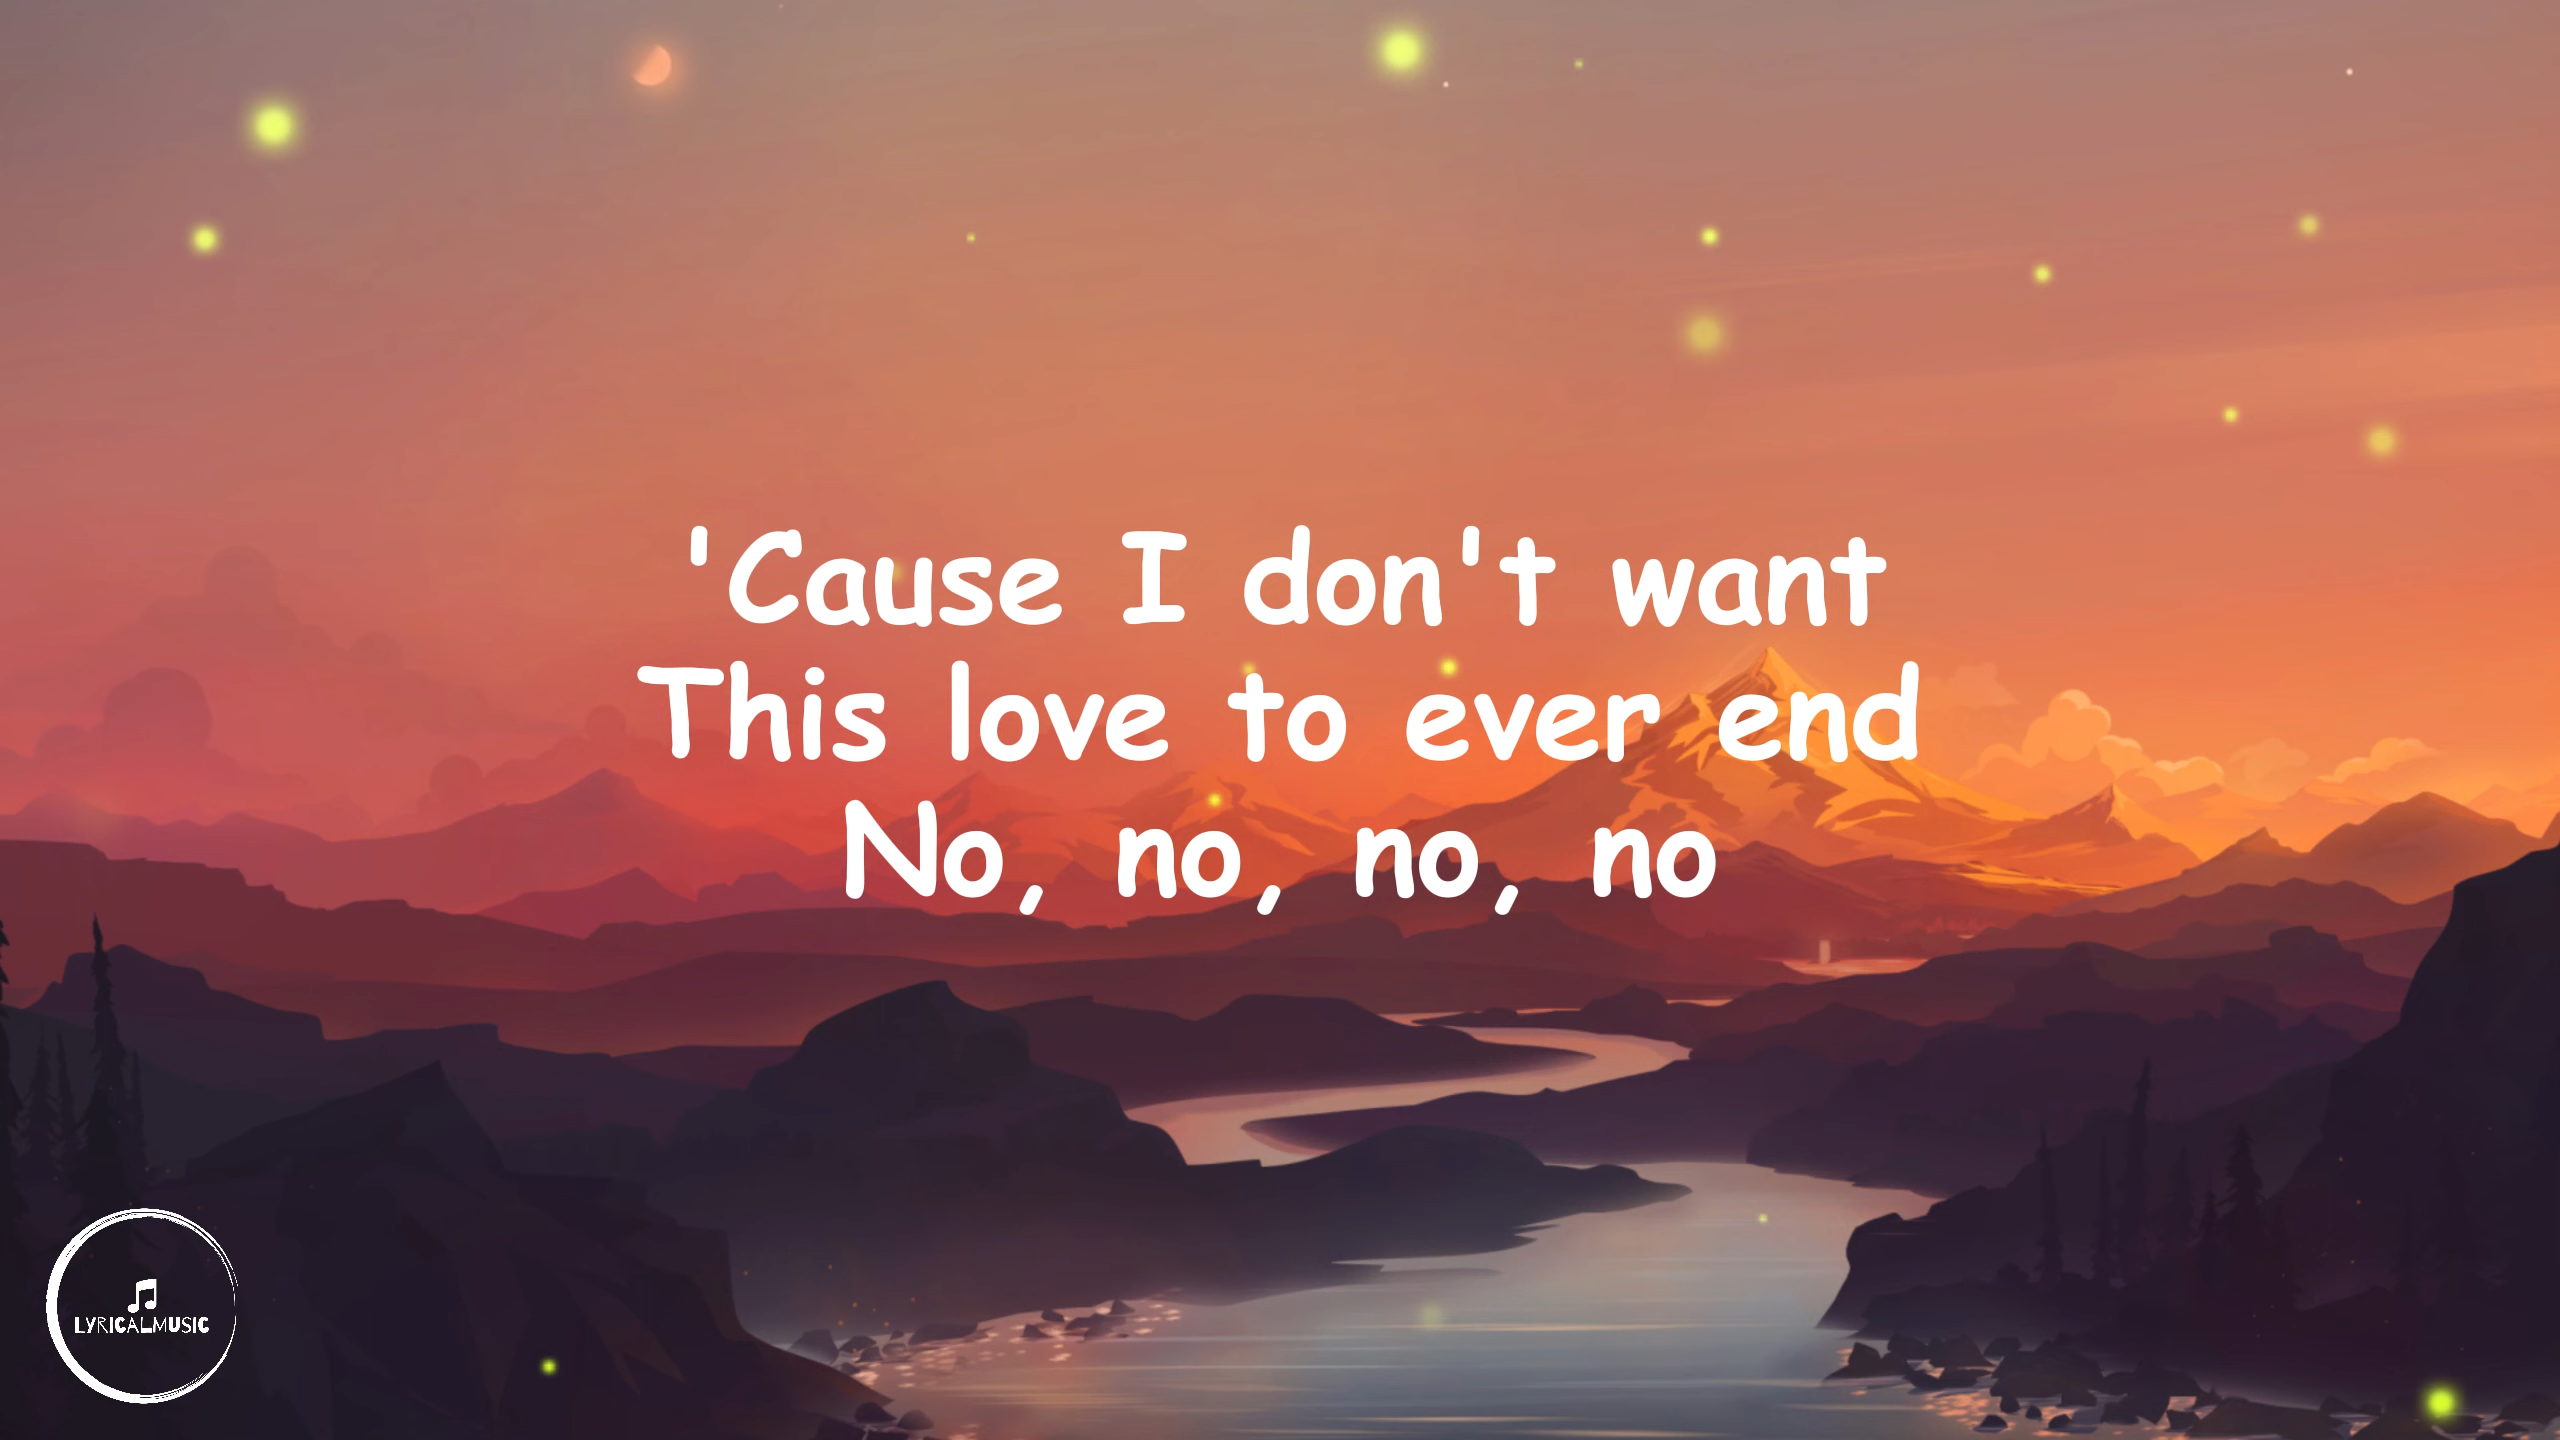 'Cause I don't want
This love to ever end
No, no, no, no
LYRICALMUSIC